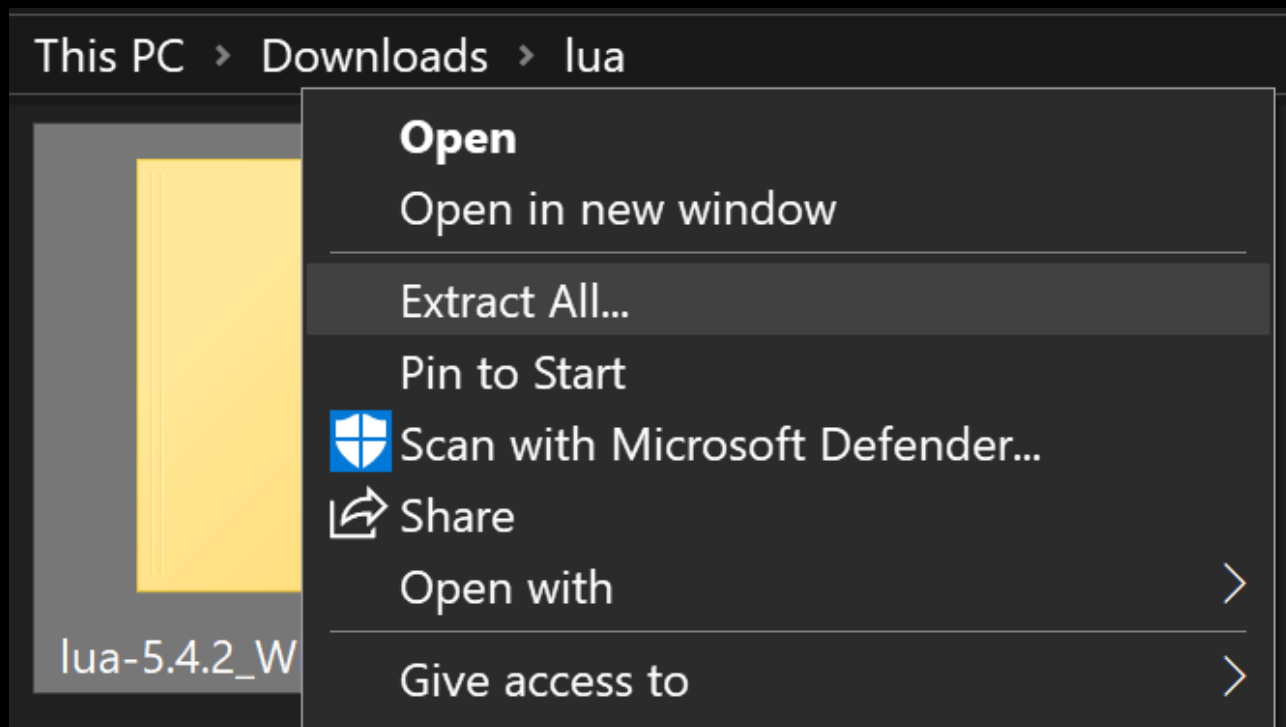 This PC > Downloads > lua
Open
Open in new window
Extract All...
Pin to Start
Scan with Microsoft Defender...
Share
Open with
Give access to
lua-5.4.2_W